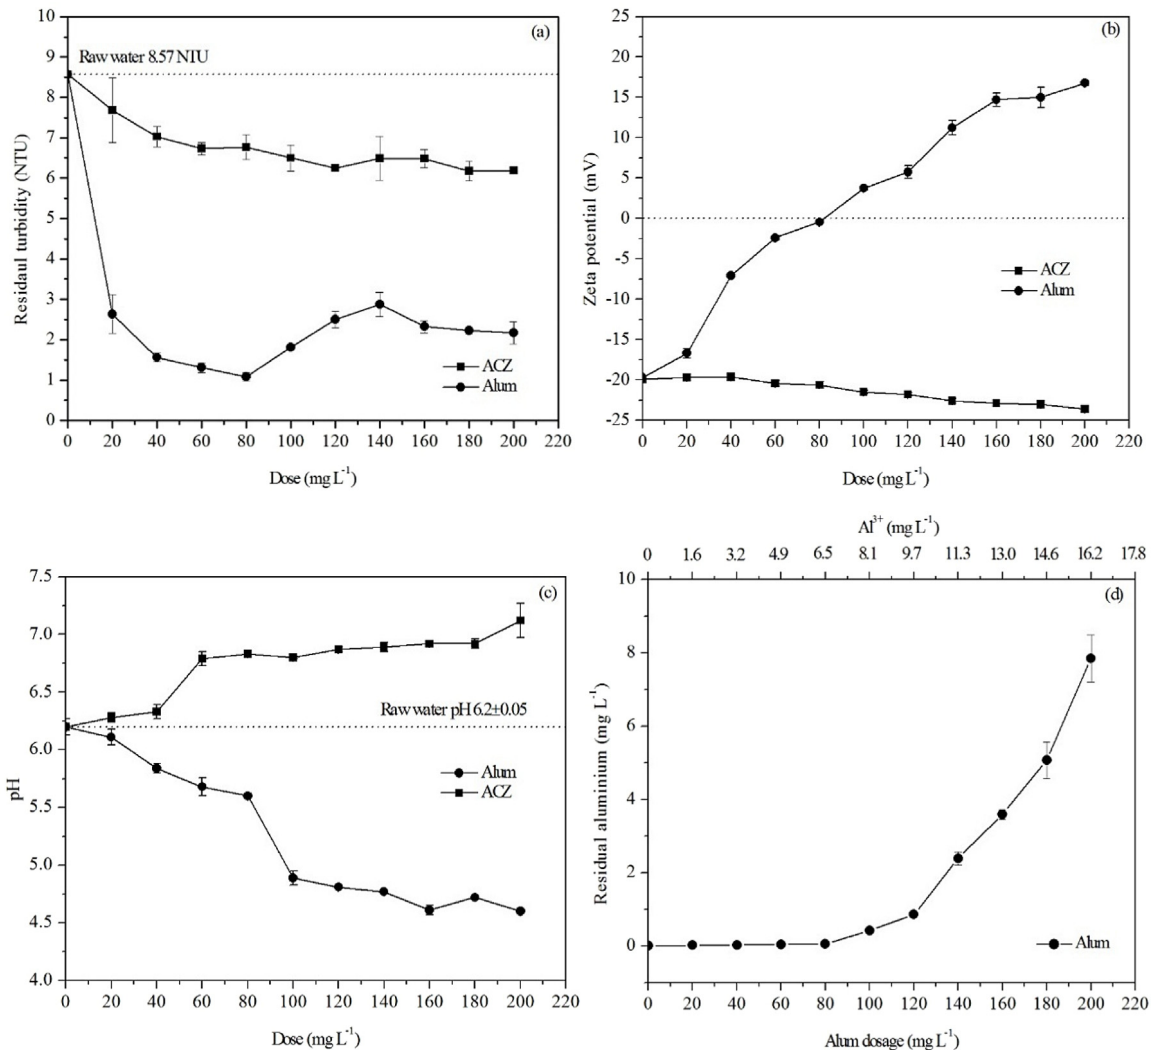 (a)
Raw water 8.57 NTU
10
9
8
7
6
5
4
3
2
1
0
Residaul turbidity (NTU)
ACZ
Alum
0 20 40 60 80 100 120 140 160 180 200 220
Dose (mg L⁻¹)
(b)
25
20
15
10
5
0
-5
-10
-15
-20
-25
Zeta potential (mV)
ACZ
Alum
0 20 40 60 80 100 120 140 160 180 200 220
Dose (mg L⁻¹)
(c)
7.5
7.0
6.5
6.0
5.5
5.0
4.5
4.0
pH
Raw water pH 6.2±0.05
Alum
ACZ
0 20 40 60 80 100 120 140 160 180 200 220
Dose (mg L⁻¹)
Al³⁺ (mg L⁻¹)
0 1.6 3.2 4.9 6.5 8.1 9.7 11.3 13.0 14.6 16.2 17.8
(d)
10
8
6
4
2
0
Residual aluminium (mg L⁻¹)
Alum
0 20 40 60 80 100 120 140 160 180 200 220
Alum dosage (mg L⁻¹)